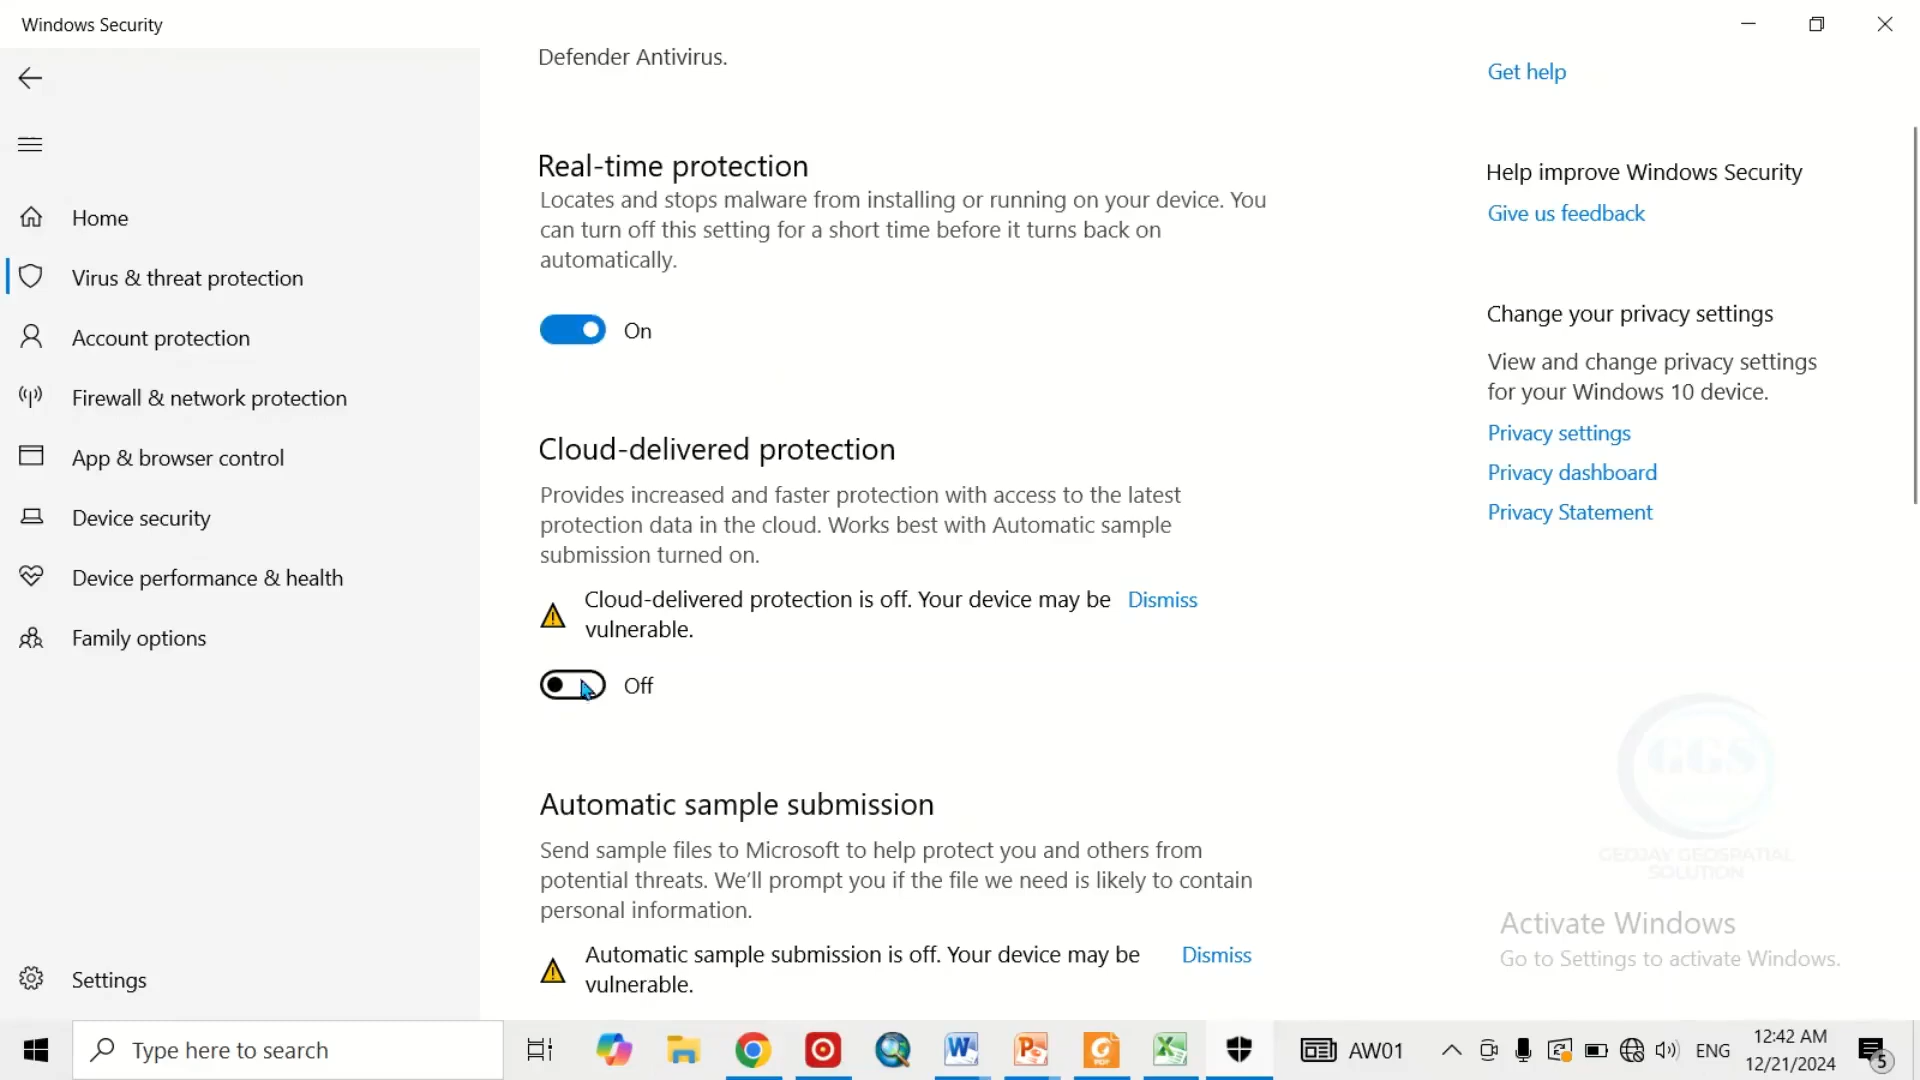 Windows Security
Defender Antivirus.
Get help
Real-time protection
Locates and stops malware from installing or running on your device. You
can turn off this setting for a short time before it turns back on
automatically.
On
Help improve Windows Security
Give us feedback
Home
Virus & threat protection
Account protection
Firewall & network protection
App & browser control
Device security
Device performance & health
Family options
Settings
Change your privacy settings
View and change privacy settings
for your Windows 10 device.
Privacy settings
Privacy dashboard
Privacy Statement
Cloud-delivered protection
Provides increased and faster protection with access to the latest
protection data in the cloud. Works best with Automatic sample
submission turned on.
Cloud-delivered protection is off. Your device may be
vulnerable.
Dismiss
Off
Automatic sample submission
Send sample files to Microsoft to help protect you and others from
potential threats. We'll prompt you if the file we need is likely to contain
personal information.
Automatic sample submission is off. Your device may be
vulnerable.
Dismiss
GGS
GEODAY GEOSPATIAL
SOLUTION
Activate Windows
Go to Settings to activate Windows.
Type here to search
AW01
ENG
12:42 AM
12/21/2024
5